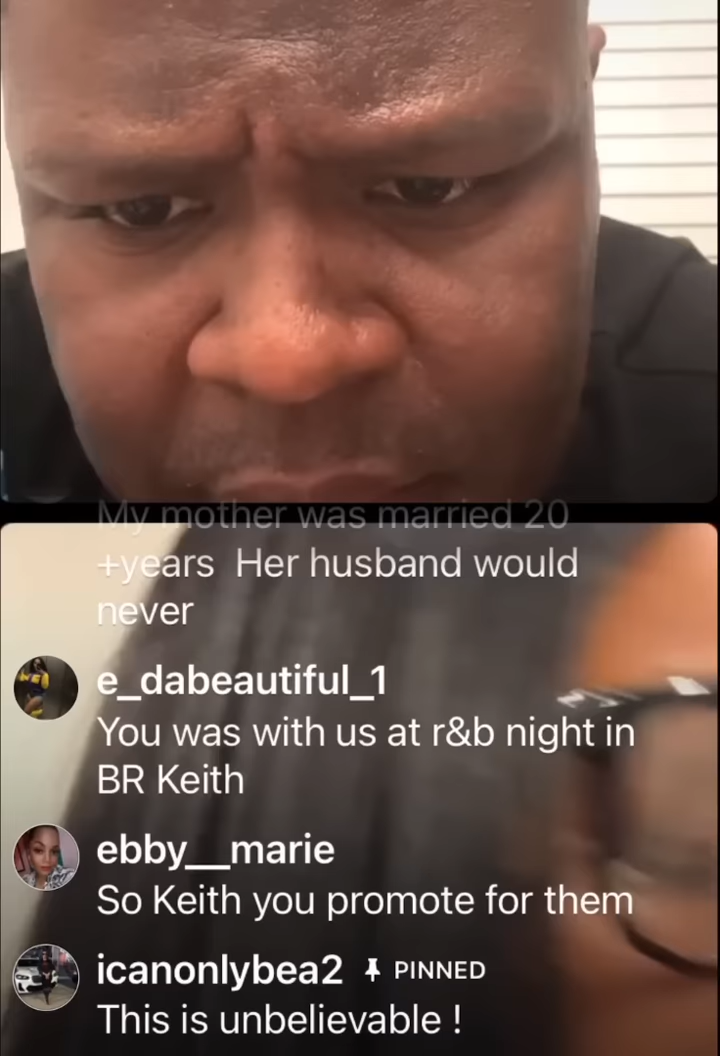 My mother was married 20
+years Her husband would
never
e_dabeautiful_1
You was with us at r&b night in
BR Keith
ebby__marie
So Keith you promote for them
icanonlybea2 PINNED
This is unbelievable !